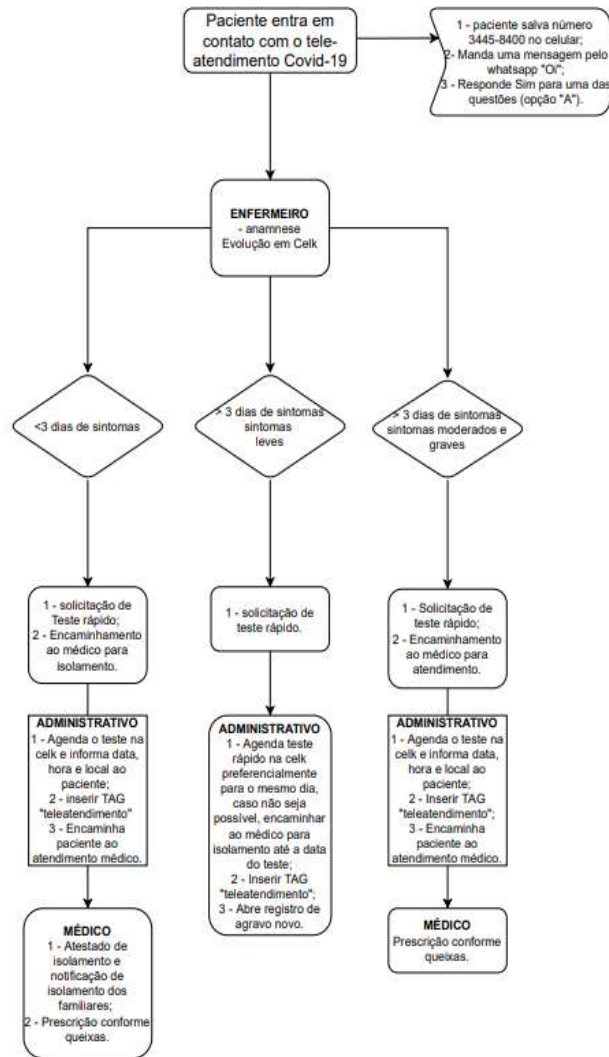 Paciente entra em
contato com o tele-
atendimento Covid-19
1 - paciente salva número
3445-8400 no celular;
2- Manda uma mensagem pelo
whatsapp "Oi";
3 - Responde Sim para uma das
questões (opção "A").
ENFERMEIRO
- anamnese
Evolução em Celk
<3 dias de sintomas
> 3 dias de sintomas
sintomas
leves
> 3 dias de sintomas
sintomas moderados e
graves
1 - solicitação de
Teste rápido;
2 - Encaminhamento
ao médico para
isolamento.
1 - solicitação de
teste rápido.
1 - Solicitação de
teste rápido;
2 - Encaminhamento
ao médico para
atendimento.
ADMINISTRATIVO
1 - Agenda o teste na
celk e informa data,
hora e local ao
paciente;
2 - inserir TAG
"teleatendimento"
3 - Encaminha
paciente ao
atendimento médico.
ADMINISTRATIVO
1 - Agenda teste
rápido na celk
preferencialmente
para o mesmo dia,
caso não seja
possível, encaminhar
ao médico para
isolamento até a data
do teste;
2 - Inserir TAG
"teleatendimento";
3 - Abre registro de
agravo novo.
ADMINISTRATIVO
1 - Agenda o teste na
celk e informa data,
hora e local ao
paciente;
2 - Inserir TAG
"teleatendimento";
3 - Encaminha
paciente ao
atendimento médico.
MÉDICO
1 - Atestado de
isolamento e
notificação de
isolamento dos
familiares;
2 - Prescrição conforme
queixas.
MÉDICO
Prescrição conforme
queixas.